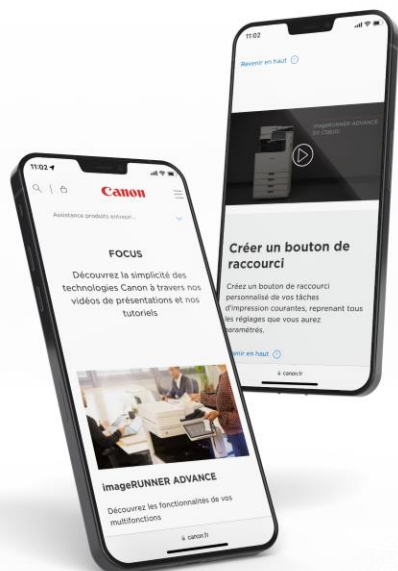 11:02
Canon
Assistance produits entrepr...
FOCUS
Découvrez la simplicité des
technologies Canon à travers nos
vidéos de présentations et nos
tutoriels
imageRUNNER ADVANCE
Découvrez les fonctionnalités de vos
multifonctions
canon.fr
11:02
Revenir en haut
imageRUNNER ADVANCE
Créer un bouton de
raccourci
Créez un bouton de raccourci
personnalisé de vos tâches
d'impression courantes, reprenant tous
les réglages que vous aurez
paramétrés.
en haut
canon.fr